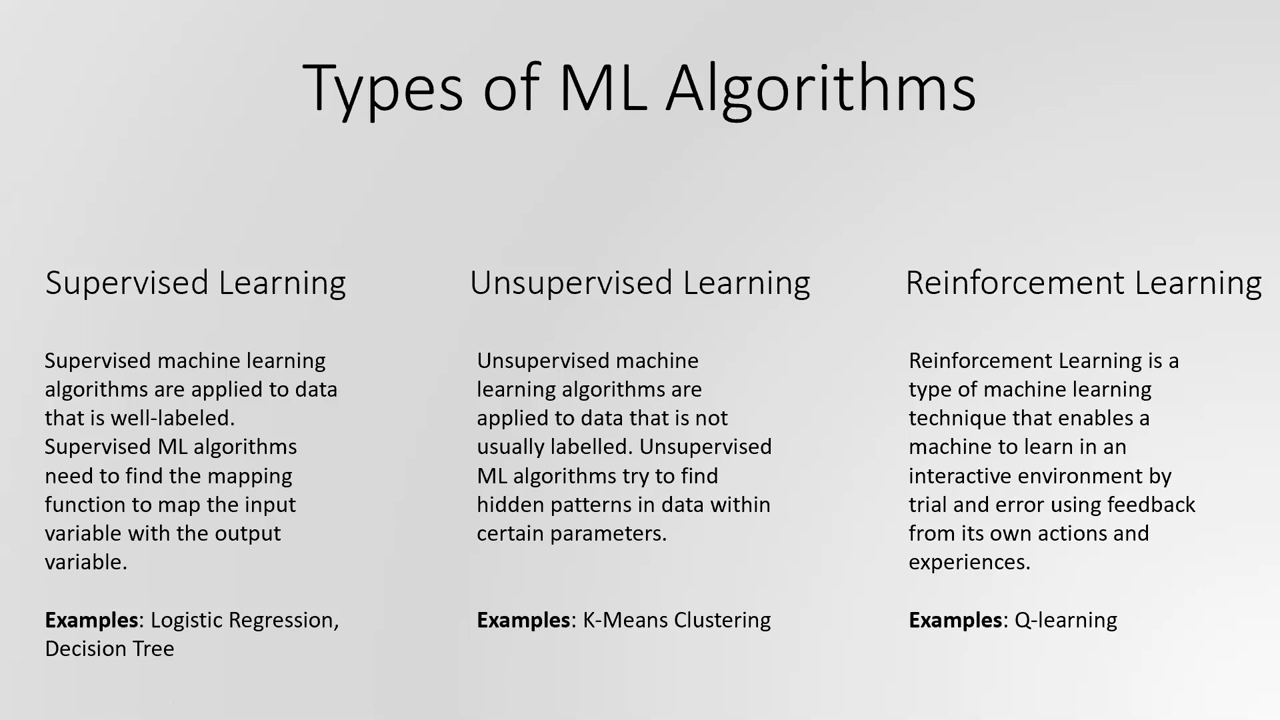 Types of ML Algorithms
Supervised Learning
Supervised machine learning
algorithms are applied to data
that is well-labeled.
Supervised ML algorithms
need to find the mapping
function to map the input
variable with the output
variable.
Examples: Logistic Regression,
Decision Tree
Unsupervised Learning
Unsupervised machine
learning algorithms are
applied to data that is not
usually labelled. Unsupervised
ML algorithms try to find
hidden patterns in data within
certain parameters.
Examples: K-Means Clustering
Reinforcement Learning
Reinforcement Learning is a
type of machine learning
technique that enables a
machine to learn in an
interactive environment by
trial and error using feedback
from its own actions and
experiences.
Examples: Q-learning